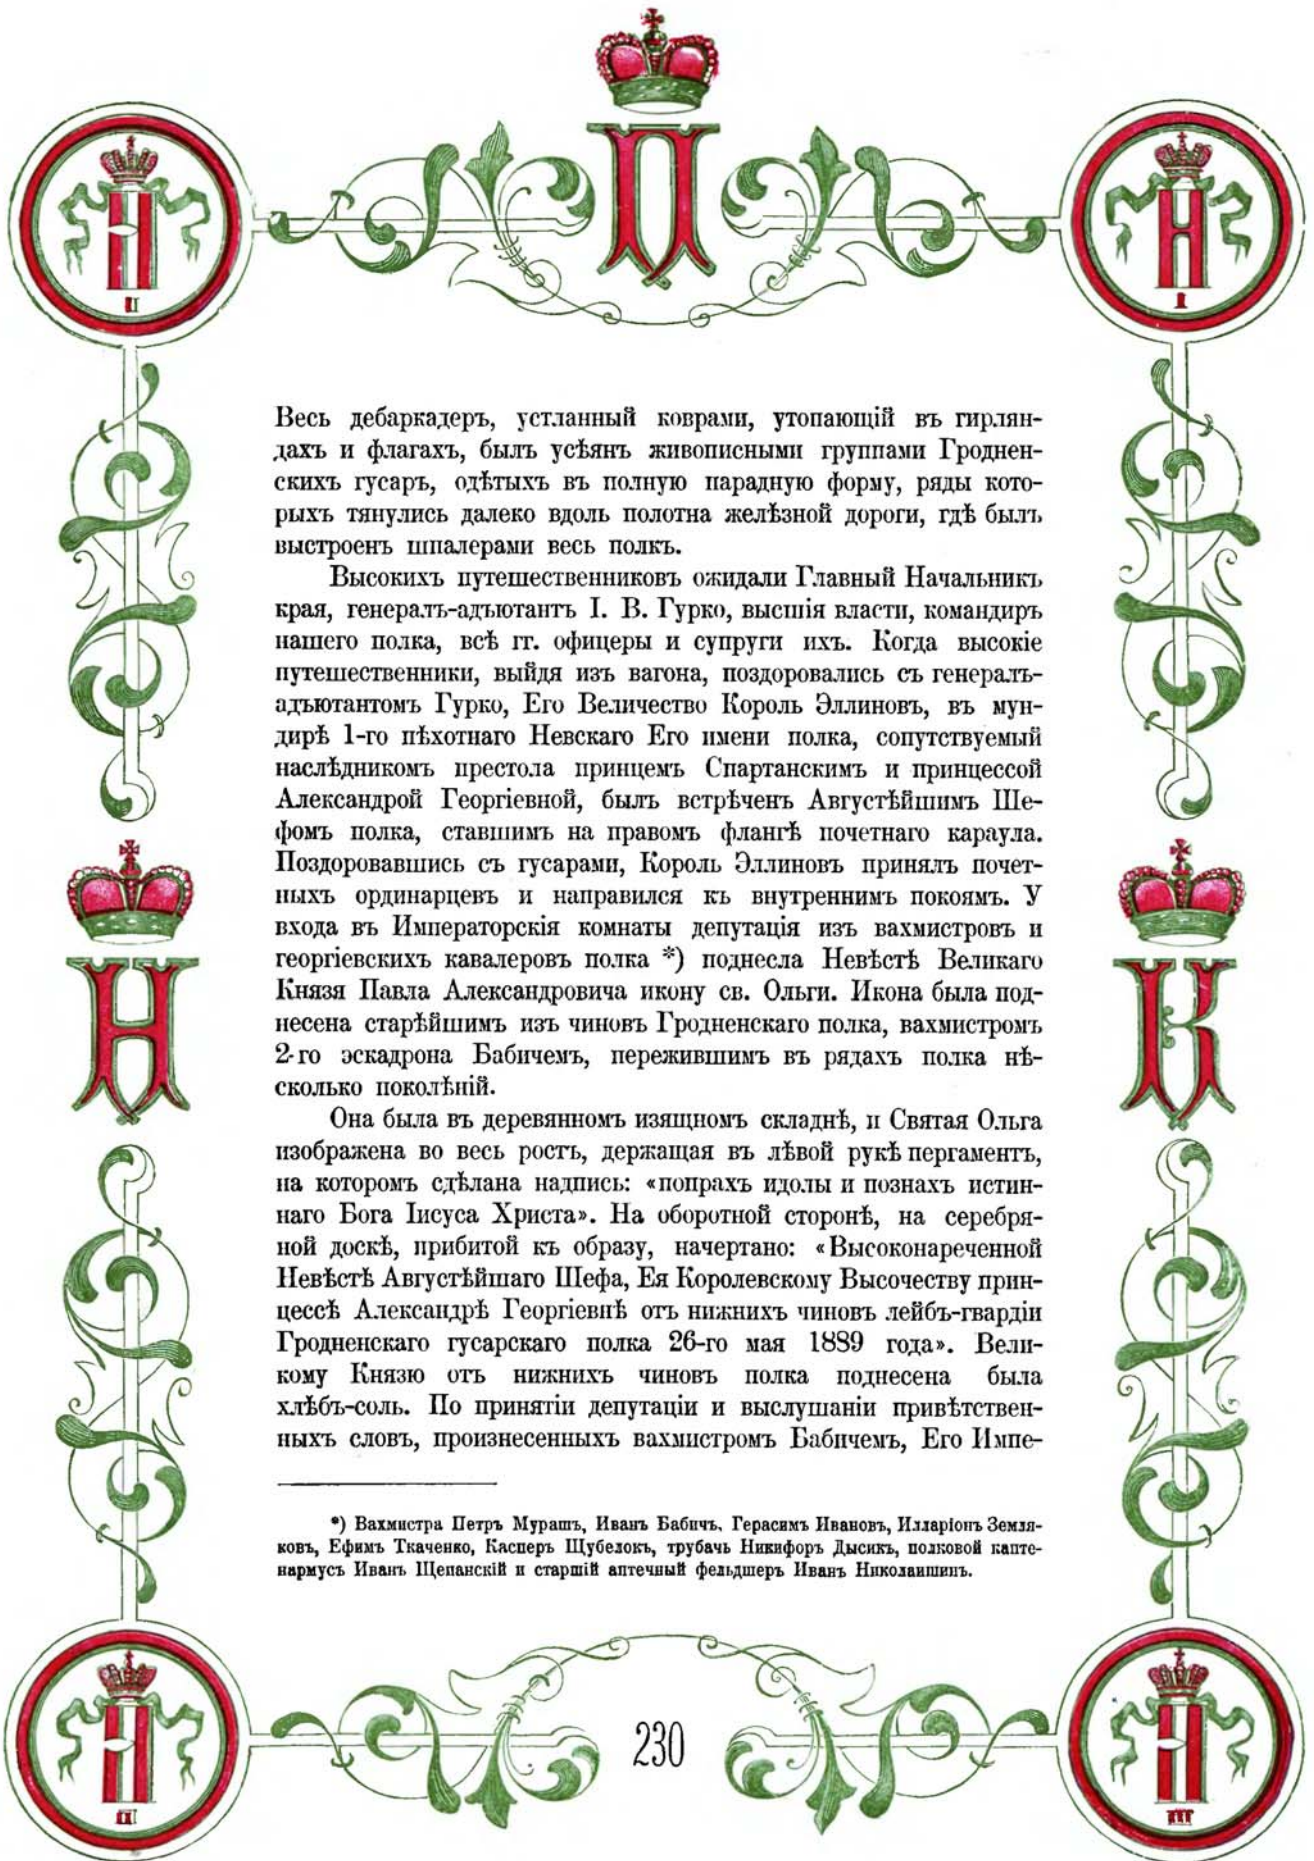 П
II
I
Весь дебаркадеръ, устланный коврами, утопающій въ гирлян-
дахъ и флагахъ, былъ усѣянъ живописными группами Гроднен-
скихъ гусаръ, одѣтыхъ въ полную парадную форму, ряды кото-
рыхъ тянулись далеко вдоль полотна желѣзной дороги, гдѣ былъ
выстроенъ шпалерами весь полкъ.
Высокихъ путешественниковъ ожидали Главный Начальникъ
края, генералъ-адъютантъ І. В. Гурко, высшія власти, командиръ
нашего полка, всѣ гг. офицеры и супруги ихъ. Когда высокіе
путешественники, выйдя изъ вагона, поздоровались съ генералъ-
адъютантомъ Гурко, Его Величество Король Эллиновъ, въ мун-
дирѣ 1-го пѣхотнаго Невскаго Его имени полка, сопутствуемый
наслѣдникомъ престола принцемъ Спартанскимъ и принцессой
Александрой Георгіевной, былъ встрѣченъ Августѣйшимъ Ше-
фомъ полка, ставшимъ на правомъ флангѣ почетнаго караула.
Поздоровавшись съ гусарами, Король Эллиновъ принялъ почет-
ныхъ ординарцевъ и направился къ внутреннимъ покоямъ. У
входа въ Императорскія комнаты депутація изъ вахмистровъ и
георгіевскихъ кавалеровъ полка *) поднесла Невѣстѣ Великаго
Князя Павла Александровича икону св. Ольги. Икона была под-
несена старѣйшимъ изъ чиновъ Гродненскаго полка, вахмистромъ
2-го эскадрона Бабичемъ, пережившимъ въ рядахъ полка нѣ-
сколько поколѣній.
Она была въ деревянномъ изящномъ складнѣ, и Святая Ольга
изображена во весь ростъ, держащая въ лѣвой рукѣ пергаментъ,
на которомъ сдѣлана надпись: «попрахъ идолы и познахъ истин-
наго Бога Іисуса Христа». На оборотной сторонѣ, на серебря-
ной доскѣ, прибитой къ образу, начертано: «Высоконареченной
Невѣстѣ Августѣйшаго Шефа, Ея Королевскому Высочеству прин-
цессѣ Александрѣ Георгіевнѣ отъ нижнихъ чиновъ лейбъ-гвардіи
Гродненскаго гусарскаго полка 26-го мая 1889 года». Вели-
кому Князю отъ нижнихъ чиновъ полка поднесена была
хлѣбъ-соль. По принятіи депутаціи и выслушаніи привѣтствен-
ныхъ словъ, произнесенныхъ вахмистромъ Бабичемъ, Его Импе-
*) Вахмистра Петръ Мурашъ, Иванъ Бабичъ, Герасимъ Ивановъ, Илларіонъ Земля-
ковъ, Ефимъ Ткаченко, Касперъ Щубелокъ, трубачъ Никифоръ Дысикъ, полковой капте-
нармусъ Иванъ Щепанскій и старшій аптечный фельдшеръ Иванъ Николаишинъ.
Н
К
230
III